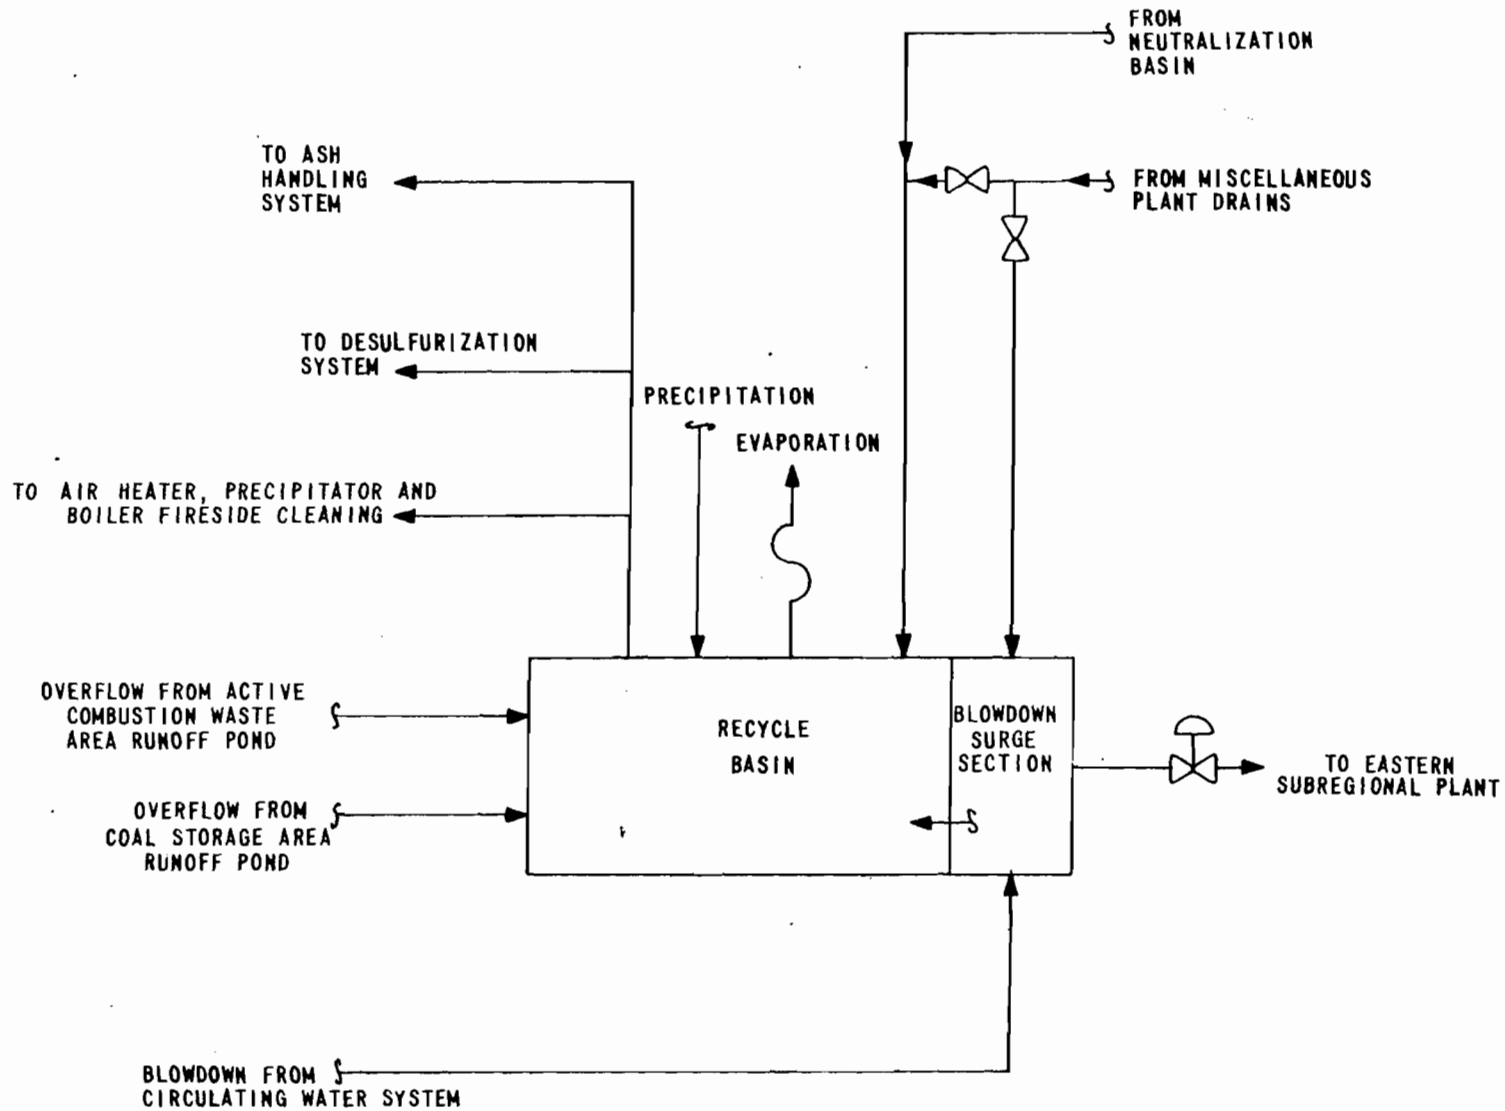 FROM
NEUTRALIZATION
BASIN
TO ASH
HANDLING
SYSTEM
FROM MISCELLANEOUS
PLANT DRAINS
TO DESULFURIZATION
SYSTEM
PRECIPITATION
EVAPORATION
TO AIR HEATER, PRECIPITATOR AND
BOILER FIRESIDE CLEANING
OVERFLOW FROM ACTIVE
COMBUSTION WASTE
AREA RUNOFF POND
RECYCLE
BASIN
BLOWDOWN
SURGE
SECTION
TO EASTERN
SUBREGIONAL PLANT
OVERFLOW FROM
COAL STORAGE AREA
RUNOFF POND
BLOWDOWN FROM
CIRCULATING WATER SYSTEM